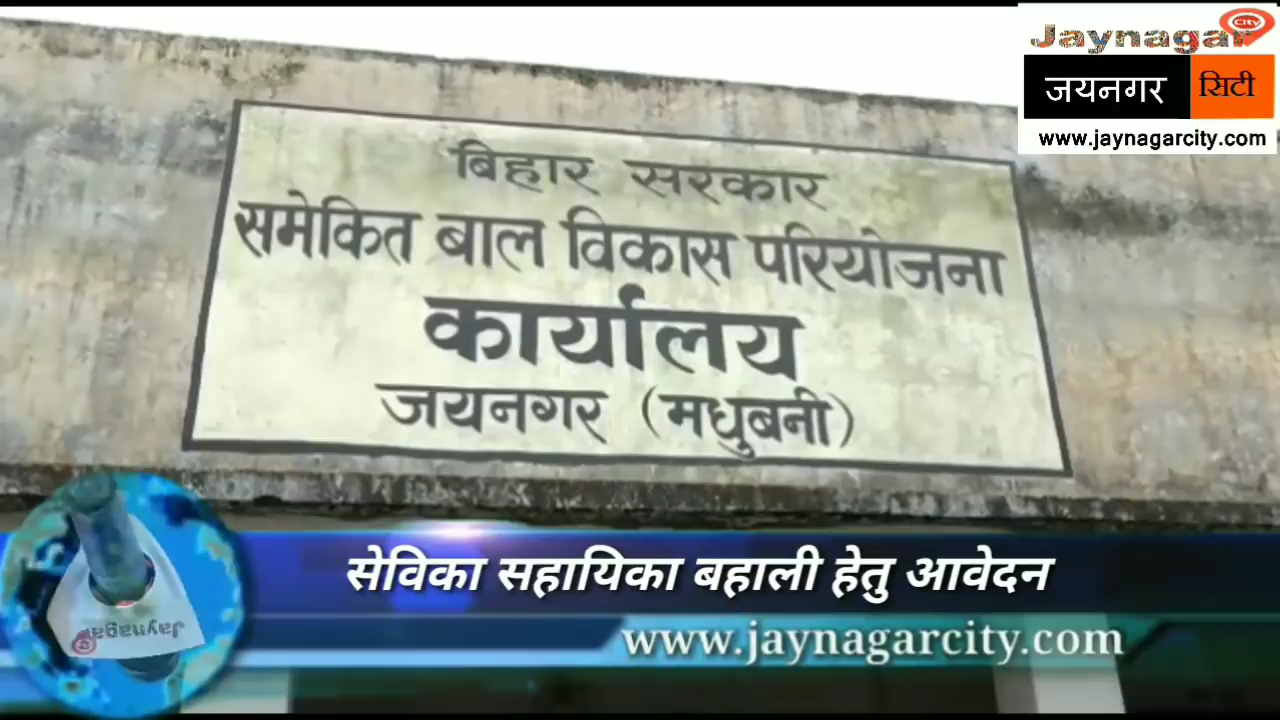 Jaynagar City
जयनगर सिटी
www.jaynagarcity.com
बिहार सरकार
समेकित बाल विकास परियोजना
कार्यालय
जयनगर (मधुबनी)
सेविका सहायिका बहाली हेतु आवेदन
www.jaynagarcity.com
Jaynagar